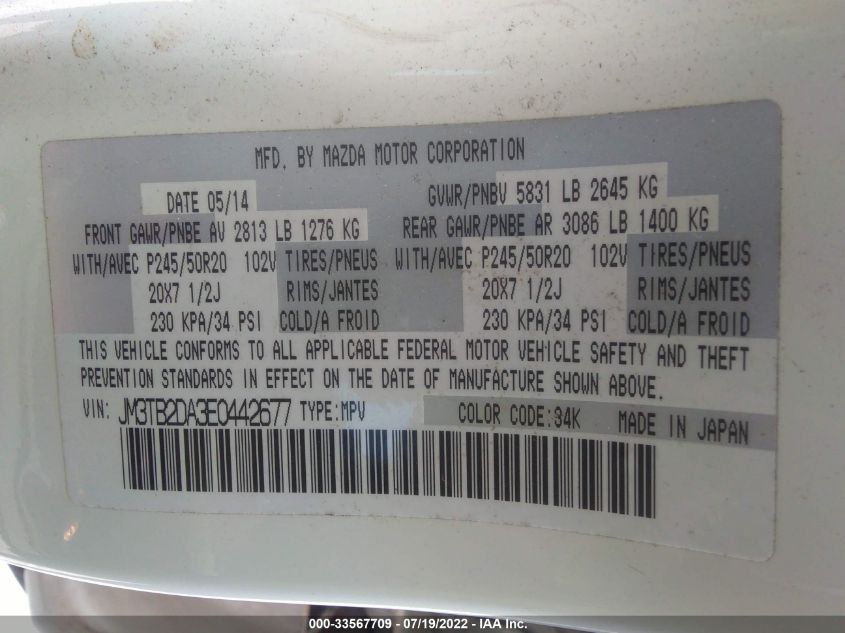 MFD. BY MAZDA MOTOR CORPORATION
DATE 05/14 GVWR/PNBV 5831 LB 2645 KG
FRONT GAWR/PNBE AV 2813 LB 1276 KG REAR GAWR/PNBE AR 3086 LB 1400 KG
WITH/AVEC P245/50R20 102V TIRES/PNEUS WITH/AVEC P245/50R20 102V TIRES/PNEUS
20X7 1/2J RIMS/JANTES 20X7 1/2J RIMS/JANTES
230 KPA/34 PSI COLD/A FROID 230 KPA/34 PSI COLD/A FROID
THIS VEHICLE CONFORMS TO ALL APPLICABLE FEDERAL MOTOR VEHICLE SAFETY AND THEFT
PREVENTION STANDARDS IN EFFECT ON THE DATE OF MANUFACTURE SHOWN ABOVE.
VIN: JM3TB2DA3E0442677 TYPE:MPV COLOR CODE:34K MADE IN JAPAN
000-33567709 - 07/19/2022 - IAA Inc.